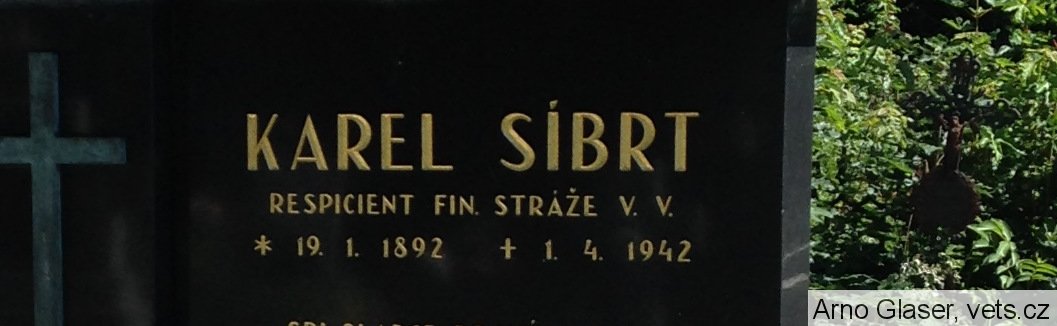 KAREL SÍBRT
RESPICIENT FIN. STRÁŽE V. V.
* 19. 1. 1892 + 1. 4. 1942
Arno Glaser, vets.cz